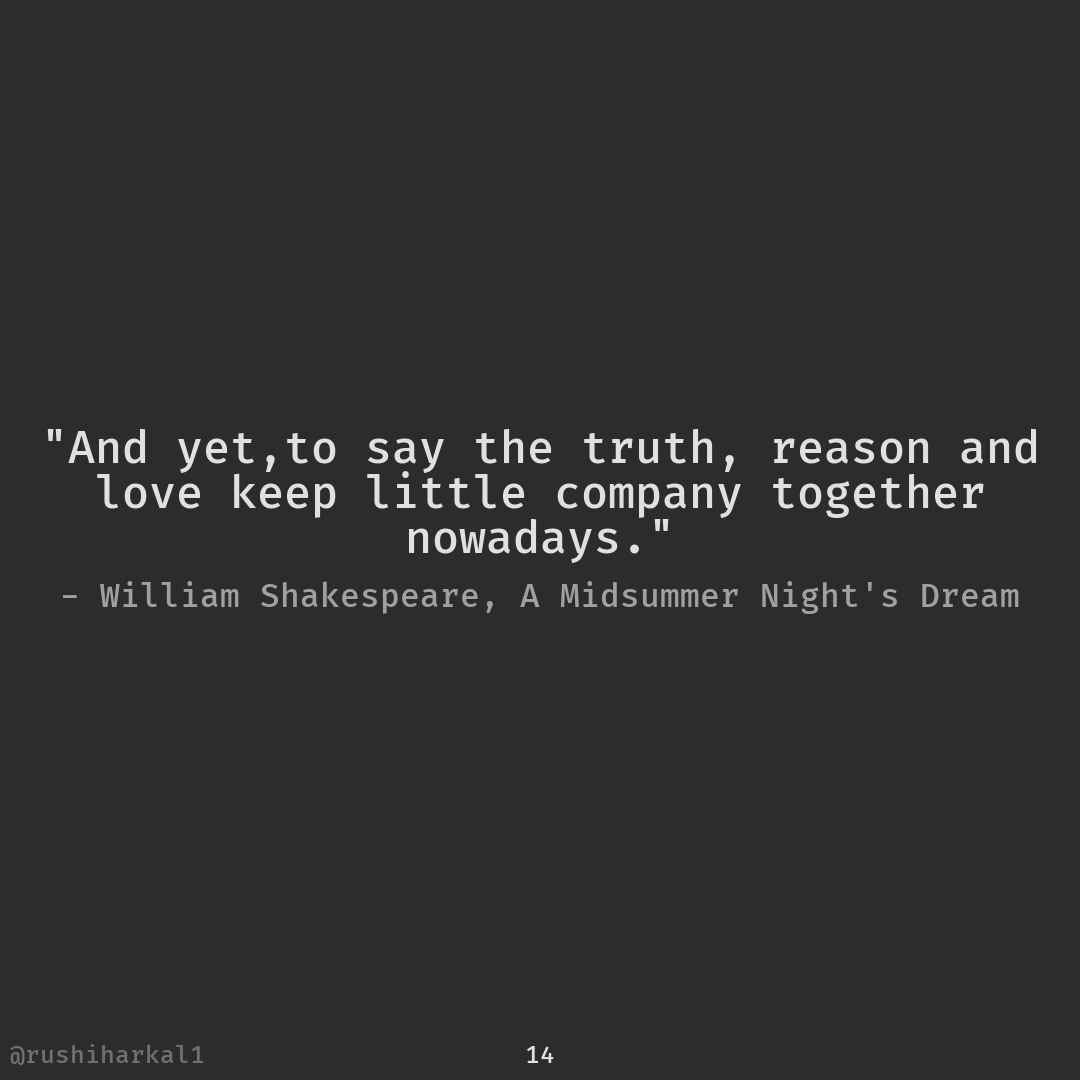 "And yet,to say the truth, reason and
love keep little company together
nowadays."
- William Shakespeare, A Midsummer Night's Dream
@rushiharkal1
14